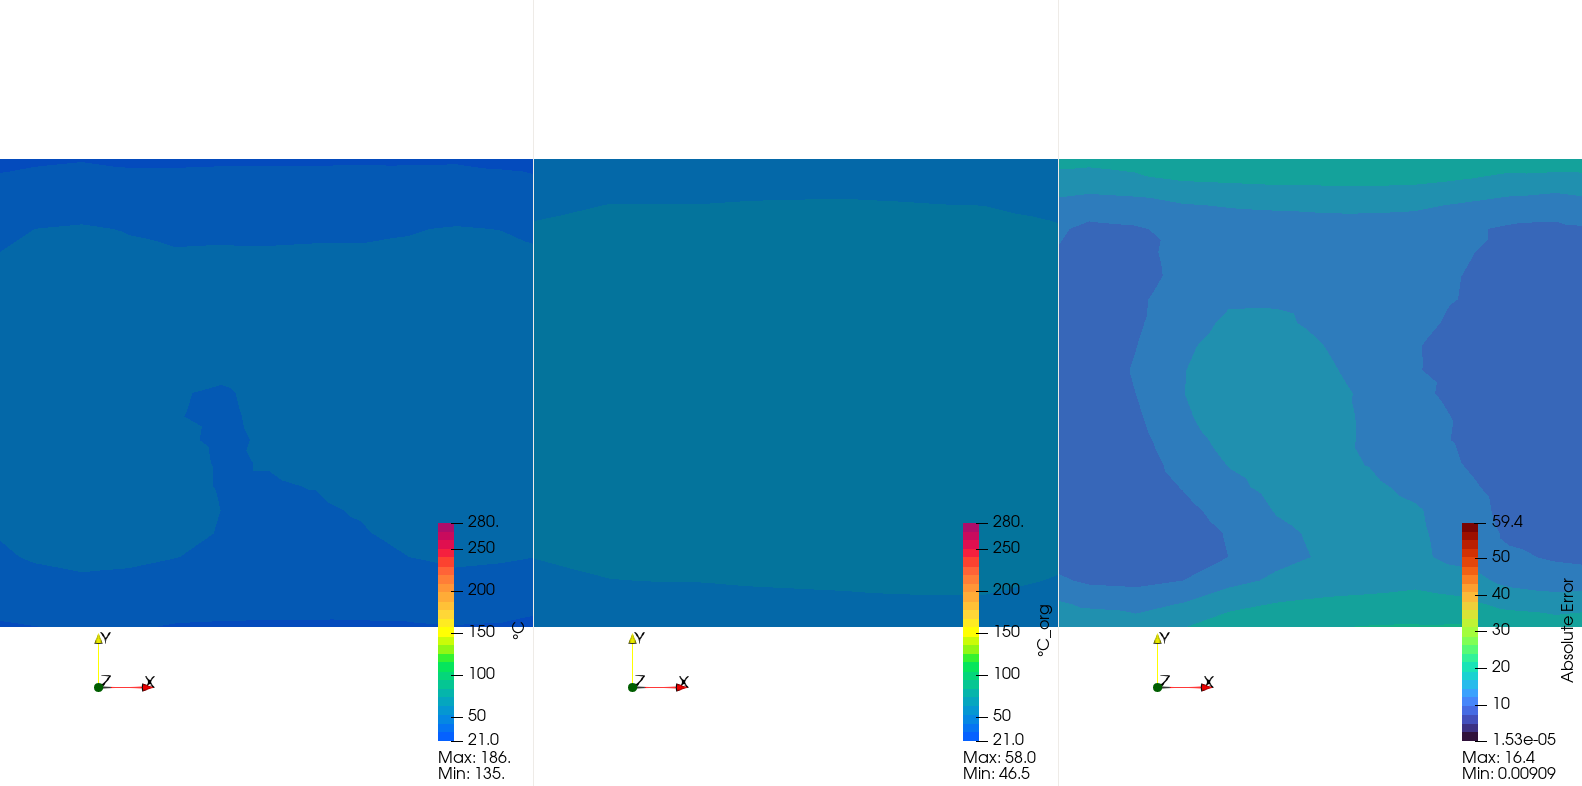 280.
250
200
150
100
50
21.0
°C
Max: 186.
Min: 135.
Y
Z
X
280.
250
200
150
100
50
21.0
°C_org
Max: 58.0
Min: 46.5
Y
Z
X
59.4
50
40
30
20
10
1.53e-05
Absolute Error
Max: 16.4
Min: 0.00909
Y
Z
X